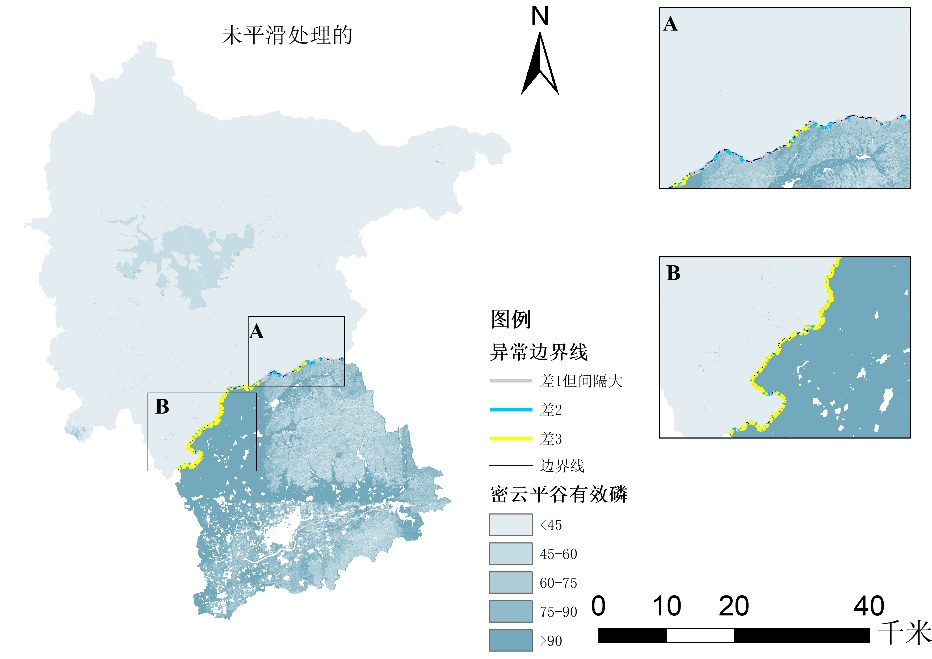 未平滑处理的
N
A
B
A
B
图例
异常边界线
差1但间隔大
差2
差3
边界线
密云平谷有效磷
<45
45-60
60-75
75-90
>90
0 10 20 40
千米